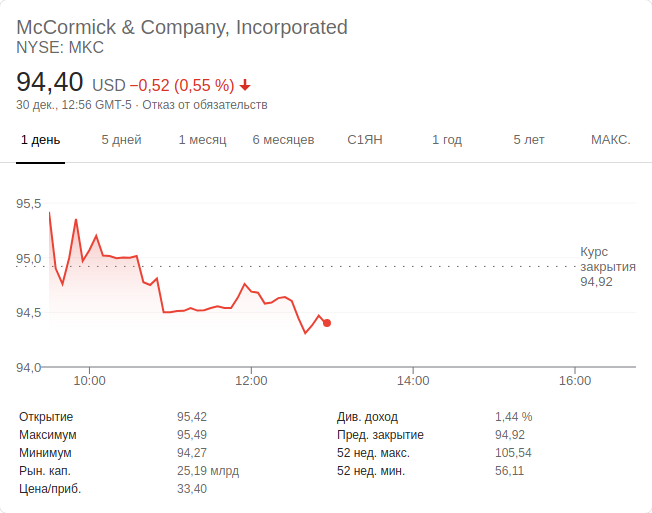 McCormick & Company, Incorporated
NYSE: MKC
94,40 USD −0,52 (0,55 %)
30 дек., 12:56 GMT-5 · Отказ от обязательств
1 день 5 дней 1 месяц 6 месяцев С1ЯН 1 год 5 лет МАКС.
95,5
95,0
94,5
94,0
Курс
закрытия
94,92
10:00 12:00 14:00 16:00
Открытие 95,42 Див. доход 1,44 %
Максимум 95,49 Пред. закрытие 94,92
Минимум 94,27 52 нед. макс. 105,54
Рын. кап. 25,19 млрд 52 нед. мин. 56,11
Цена/приб. 33,40